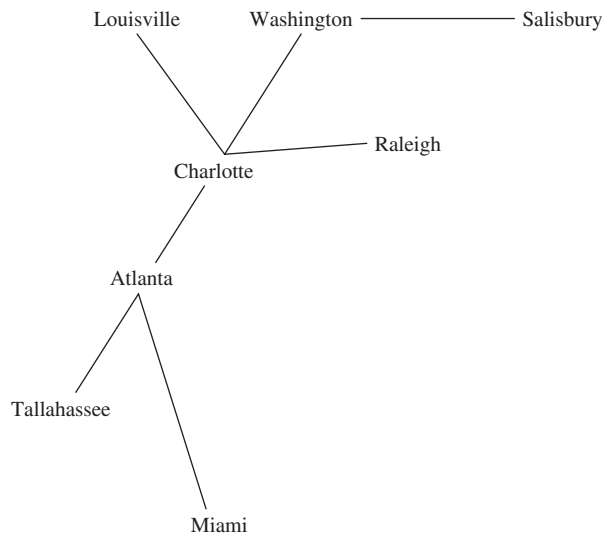 Louisville
Washington
Salisbury
Raleigh
Charlotte
Atlanta
Tallahassee
Miami